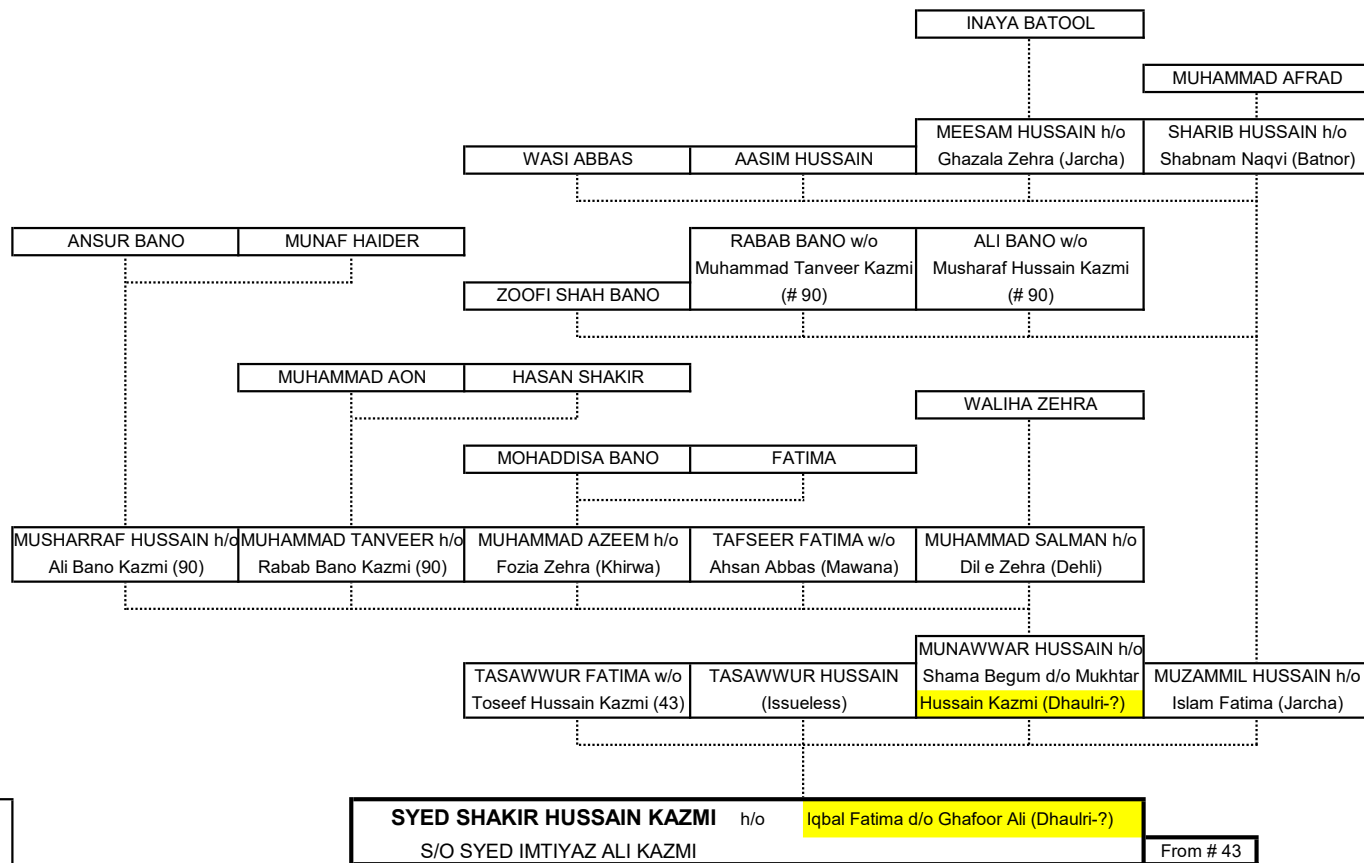 INAYA BATOOL
MUHAMMAD AFRAD
WASI ABBAS
AASIM HUSSAIN
MEESAM HUSSAIN h/o
Ghazala Zehra (Jarcha)
SHARIB HUSSAIN h/o
Shabnam Naqvi (Batnor)
ANSUR BANO
MUNAF HAIDER
ZOOFI SHAH BANO
RABAB BANO w/o
Muhammad Tanveer Kazmi
(# 90)
ALI BANO w/o
Musharaf Hussain Kazmi
(# 90)
MUHAMMAD AON
HASAN SHAKIR
WALIHA ZEHRA
MOHADDISA BANO
FATIMA
MUSHARRAF HUSSAIN h/o
Ali Bano Kazmi (90)
MUHAMMAD TANVEER h/o
Rabab Bano Kazmi (90)
MUHAMMAD AZEEM h/o
Fozia Zehra (Khirwa)
TAFSEER FATIMA w/o
Ahsan Abbas (Mawana)
MUHAMMAD SALMAN h/o
Dil e Zehra (Dehli)
TASAWWUR FATIMA w/o
Toseef Hussain Kazmi (43)
TASAWWUR HUSSAIN
(Issueless)
MUNAWWAR HUSSAIN h/o
Shama Begum d/o Mukhtar
Hussain Kazmi (Dhaulri-?)
MUZAMMIL HUSSAIN h/o
Islam Fatima (Jarcha)
SYED SHAKIR HUSSAIN KAZMI h/o Iqbal Fatima d/o Ghafoor Ali (Dhaulri-?)
S/O SYED IMTIYAZ ALI KAZMI
From # 43